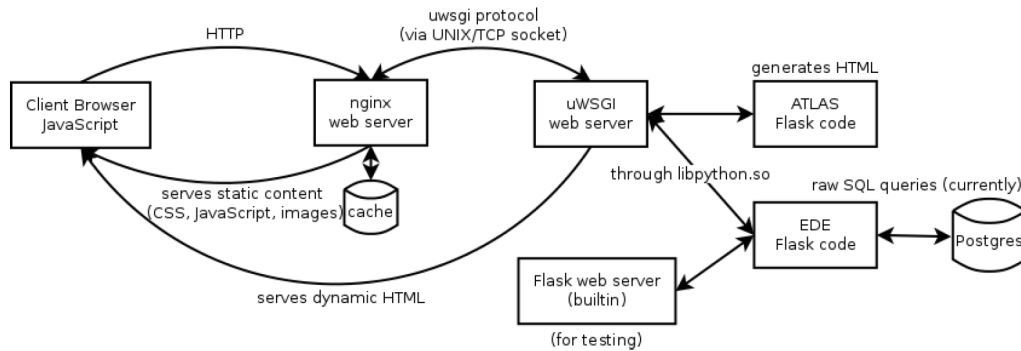 uwsgi protocol
(via UNIX/TCP socket)
HTTP
generates HTML
Client Browser
JavaScript
nginx
web server
uWSGI
web server
ATLAS
Flask code
through libpython.so
raw SQL queries (currently)
serves static content
(CSS, JavaScript, images)
cache
EDE
Flask code
Postgres
Flask web server
(builtin)
serves dynamic HTML
(for testing)